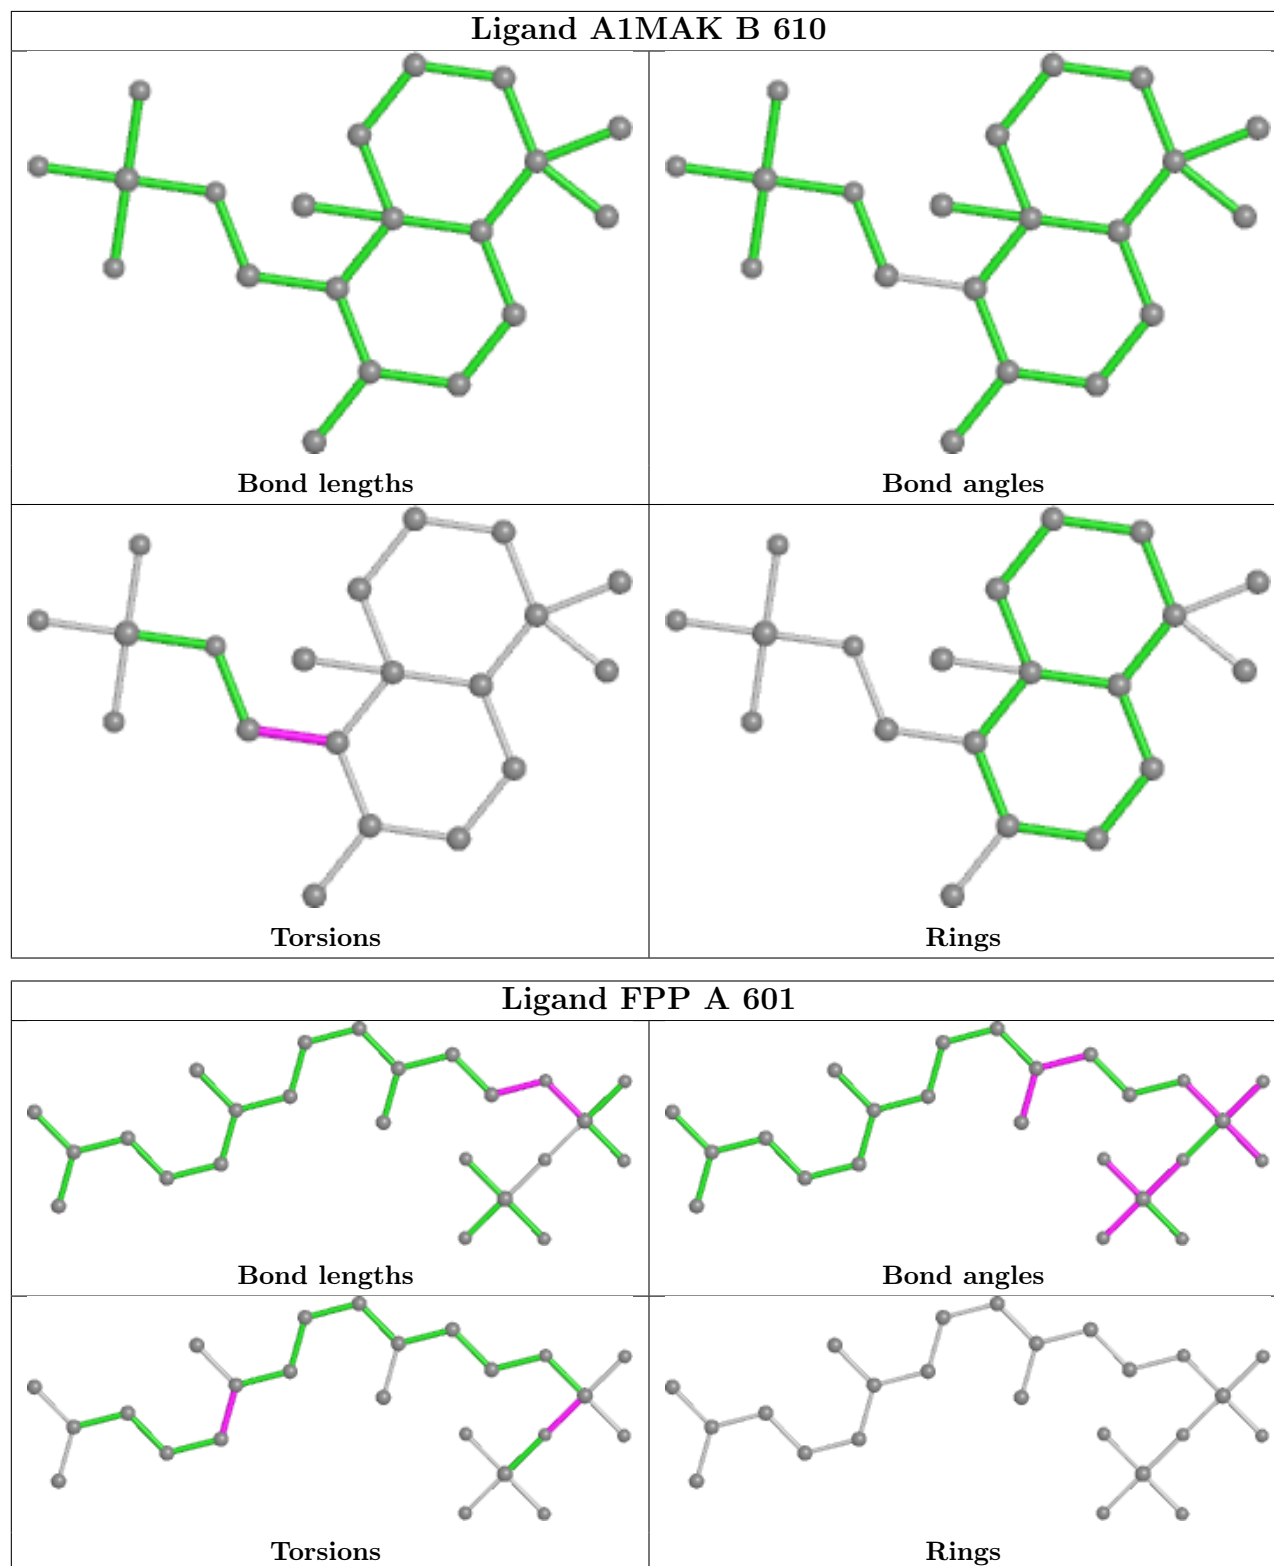 Ligand A1MAK B 610
Bond lengths
Bond angles
Torsions
Rings
Ligand FPP A 601
Bond lengths
Bond angles
Torsions
Rings